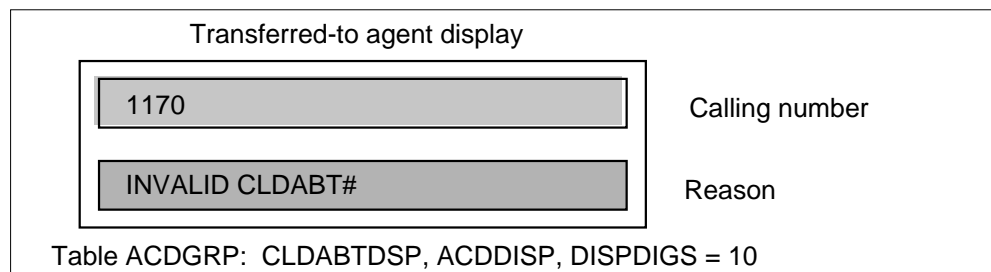 Transferred-to agent display
1170
Calling number
INVALID CLDABT#
Reason
Table ACDGRP: CLDABTDSP, ACDDISP, DISPDIGS = 10